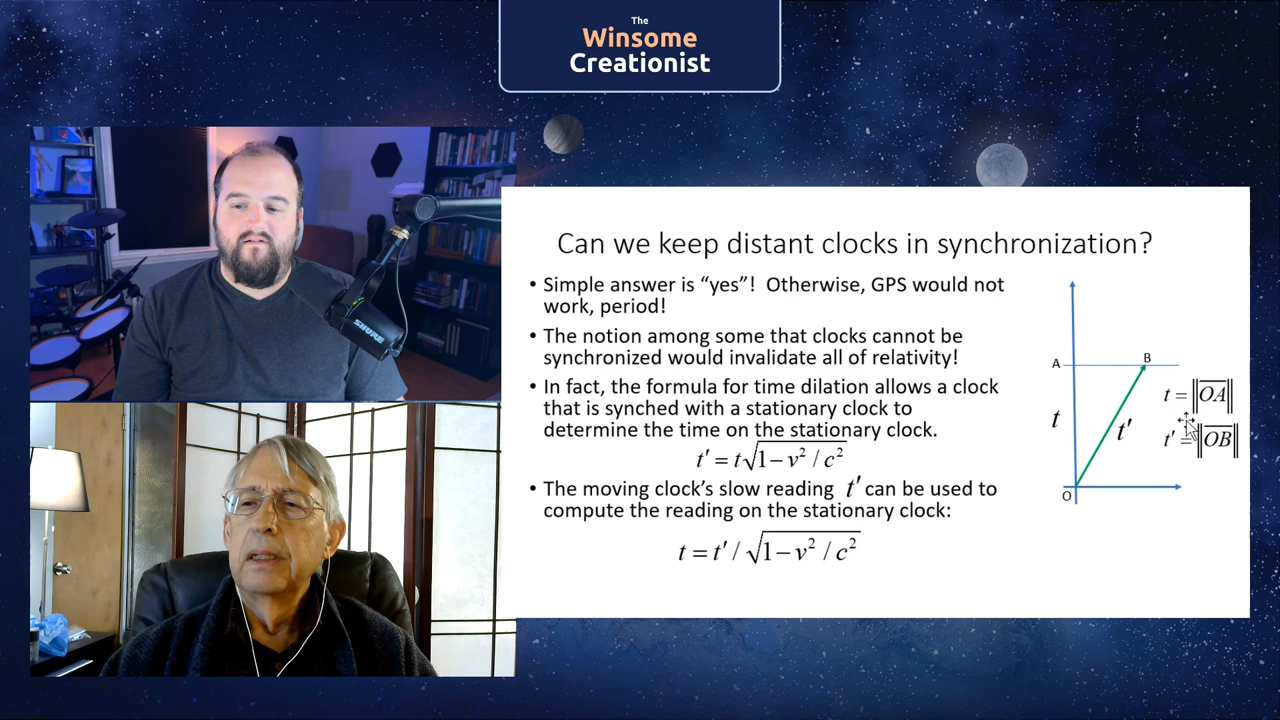 The
Winsome
Creationist
Can we keep distant clocks in synchronization?
• Simple answer is “yes”! Otherwise, GPS would not
work, period!
• The notion among some that clocks cannot be
synchronized would invalidate all of relativity!
• In fact, the formula for time dilation allows a clock
that is synched with a stationary clock to
determine the time on the stationary clock.
t′ = t√1 − v² / c²
• The moving clock’s slow reading t′ can be used to
compute the reading on the stationary clock:
t = t′ / √1 − v² / c²
A
B
t
t′
O
t = ‖OA‖
t′ = ‖OB‖
SHURE